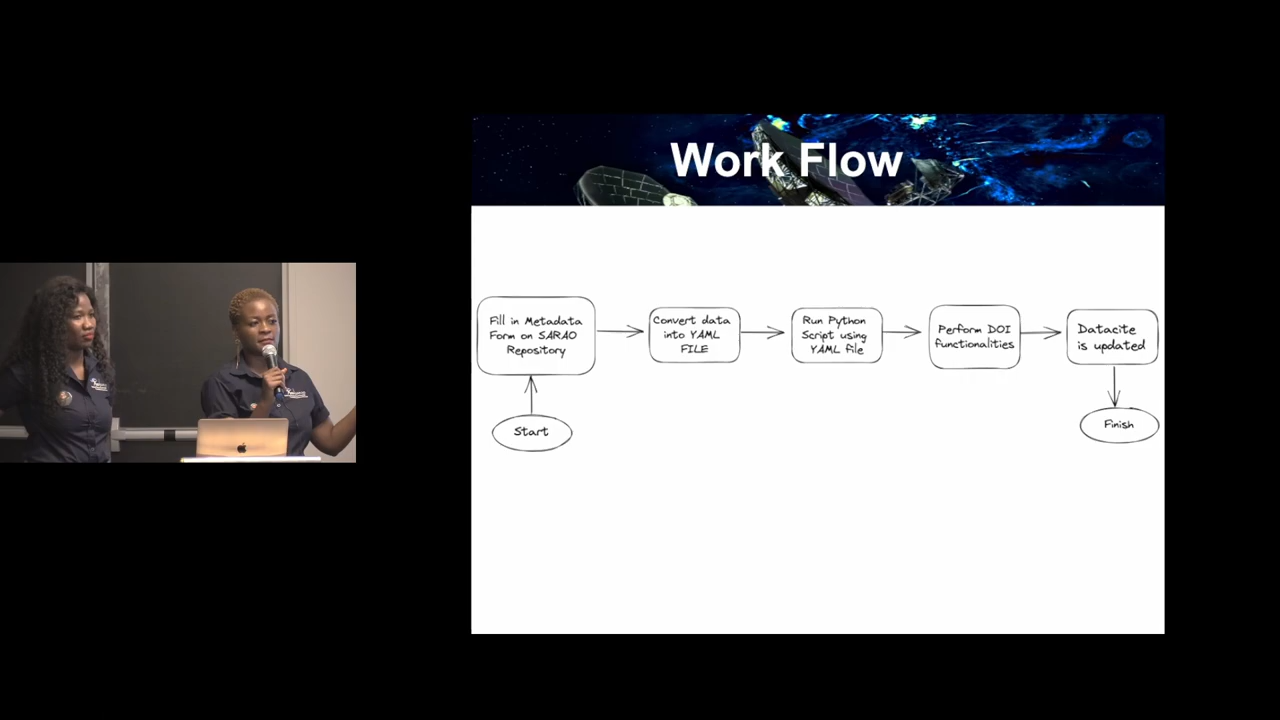 Work Flow
Fill in Metadata
Form on SARAO
Repository
Convert data
into YAML
FILE
Run Python
Script using
YAML file
Perform DOI
functionalities
Datacite
is updated
Start
Finish